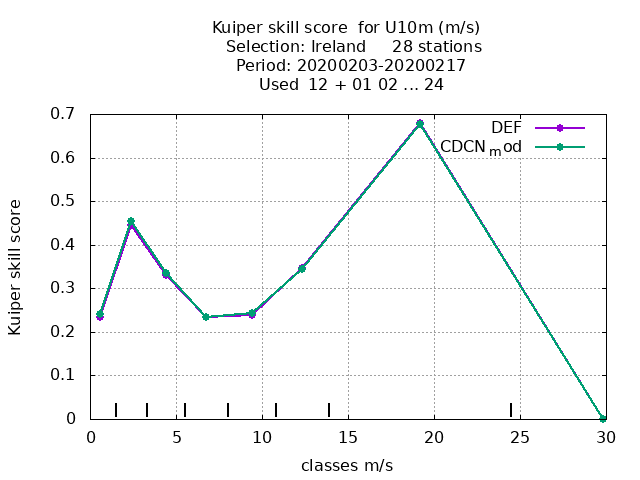 Kuiper skill score for U10m (m/s)
Selection: Ireland 28 stations
Period: 20200203-20200217
Used 12 + 01 02 ... 24
0.7
0.6
0.5
0.4
0.3
0.2
0.1
0
Kuiper skill score
DEF
CDCNmod
0 5 10 15 20 25 30
classes m/s